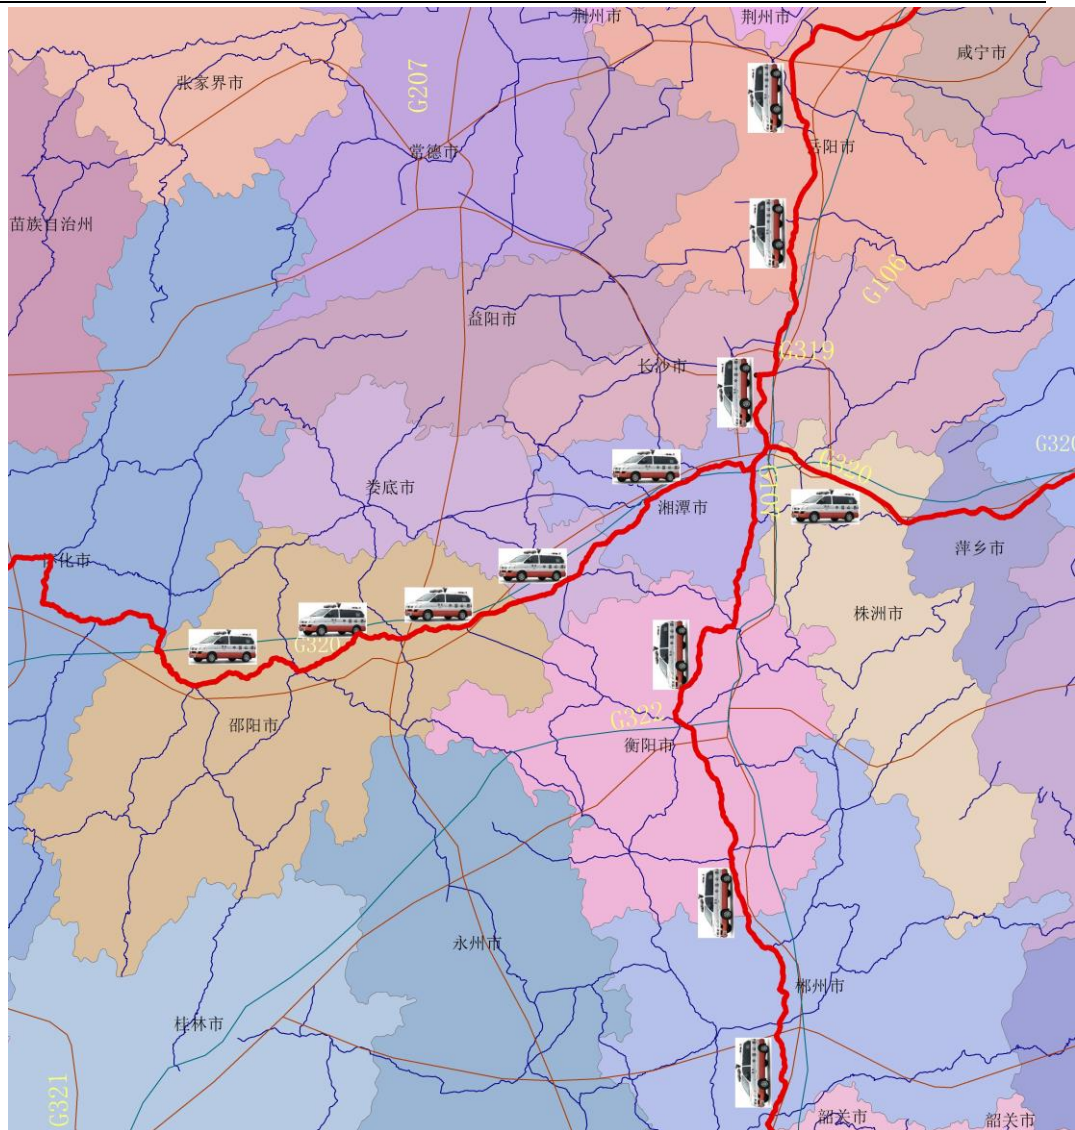 荆州市
荆州市
咸宁市
张家界市
G207
岳阳市
常德市
苗族自治州
G106
益阳市
G319
长沙市
G320
G320
娄底市
G107
湘潭市
怀化市
萍乡市
株洲市
G320
G322
邵阳市
衡阳市
永州市
郴州市
桂林市
G321
韶关市
韶关市